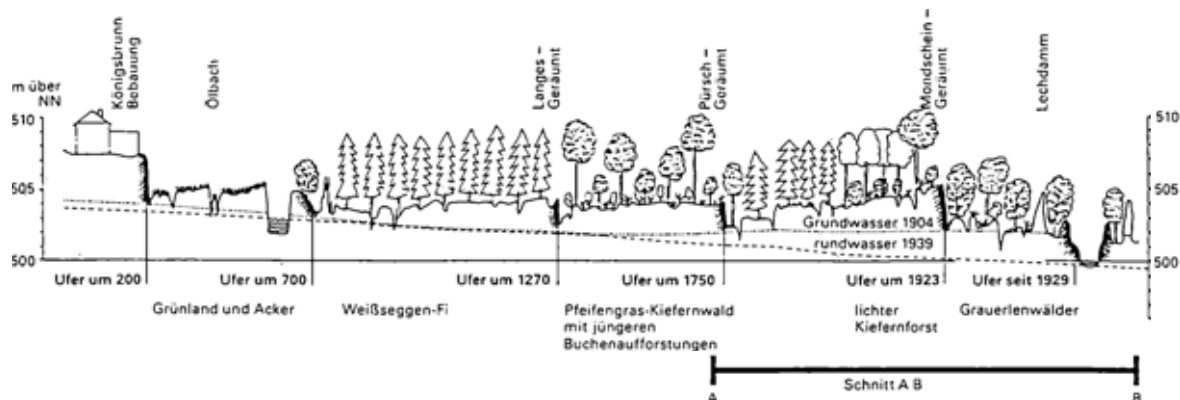 m über
NN
Königsbrunn
Bebauung
Ölbach
Langes-
Geräumt
Pürsch-
Geräumt
Mondschein-
Geräumt
Lechdamm
510
505
500
510
505
500
Grundwasser 1904
rundwasser 1939
Ufer um 200
Ufer um 700
Ufer um 1270
Ufer um 1750
Ufer um 1923
Ufer seit 1929
Grünland und Acker
Weißseggen-Fi
Pfeifengras-Kiefernwald
mit jüngeren
Buchenaufforstungen
lichter
Kiefernforst
Grauerlenwälder
Schnitt A B
A
B